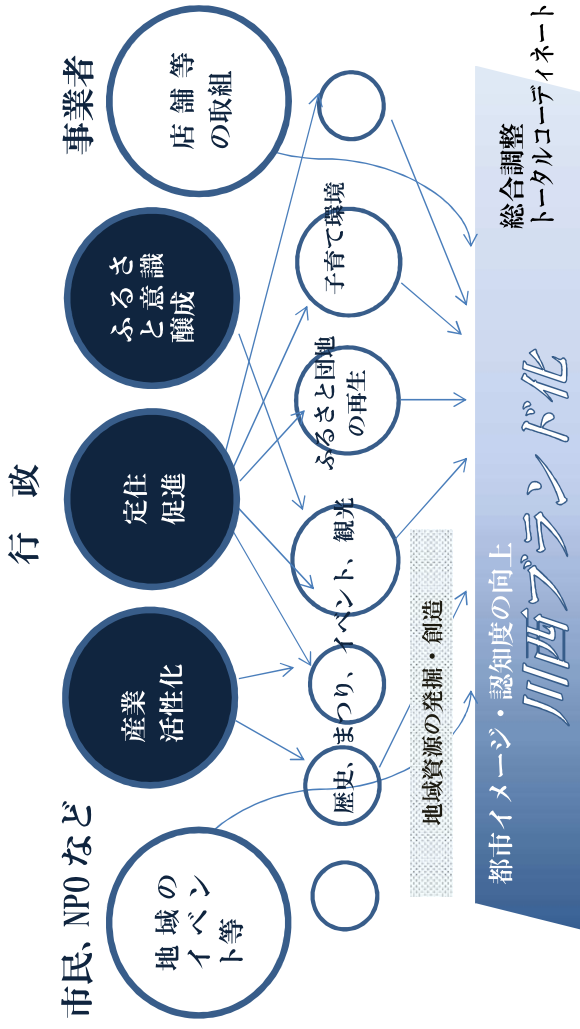 市民、NPOなど
行 政
事業者
地域の
イベン
ト等
産業
活性化
定住
促進
ふるさ
と意識
醸成
店舗等
の取組
歴史、まつり、イベント、観光
ふるさと団地
の再生
子育て環境
地域資源の発掘・創造
都市イメージ・認知度の向上
川西ブランド化
総合調整
トータルコーディネート